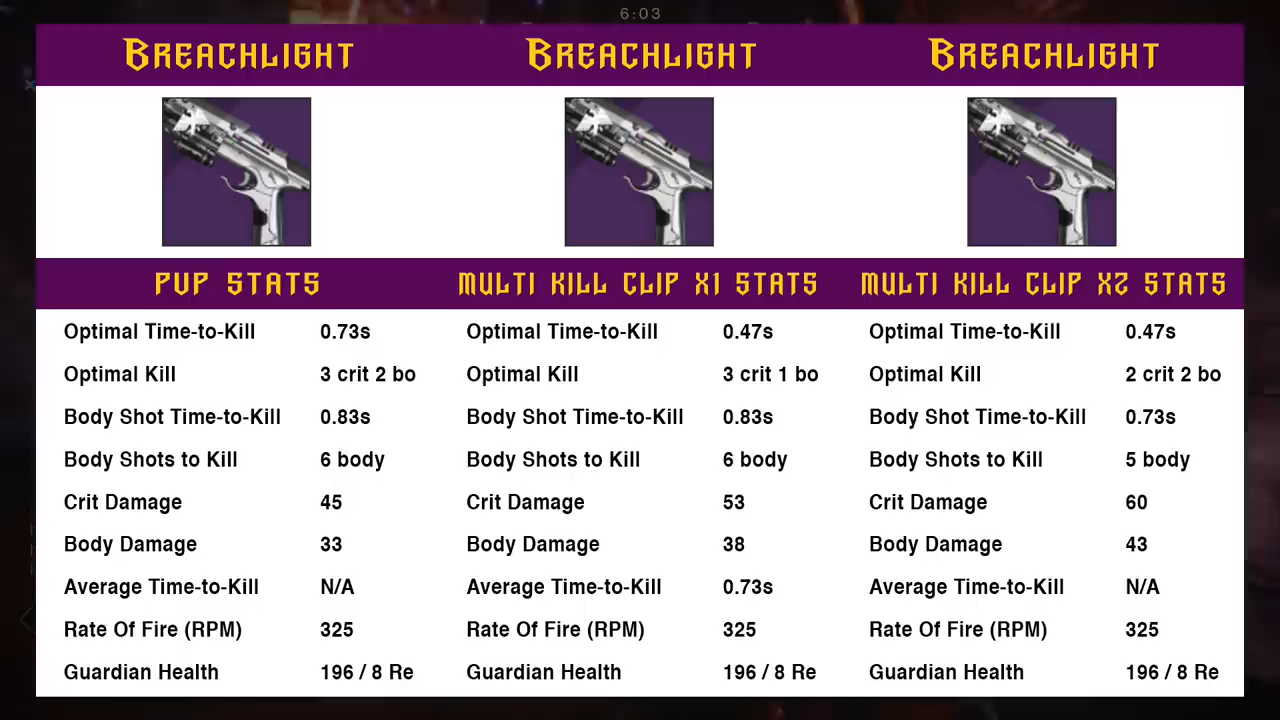 6:03
BREACHLIGHT BREACHLIGHT BREACHLIGHT
PVP STATS MULTI KILL CLIP X1 STATS MULTI KILL CLIP X2 STATS
Optimal Time-to-Kill 0.73s Optimal Time-to-Kill 0.47s Optimal Time-to-Kill 0.47s
Optimal Kill 3 crit 2 bo Optimal Kill 3 crit 1 bo Optimal Kill 2 crit 2 bo
Body Shot Time-to-Kill 0.83s Body Shot Time-to-Kill 0.83s Body Shot Time-to-Kill 0.73s
Body Shots to Kill 6 body Body Shots to Kill 6 body Body Shots to Kill 5 body
Crit Damage 45 Crit Damage 53 Crit Damage 60
Body Damage 33 Body Damage 38 Body Damage 43
Average Time-to-Kill N/A Average Time-to-Kill 0.73s Average Time-to-Kill N/A
Rate Of Fire (RPM) 325 Rate Of Fire (RPM) 325 Rate Of Fire (RPM) 325
Guardian Health 196 / 8 Re Guardian Health 196 / 8 Re Guardian Health 196 / 8 Re